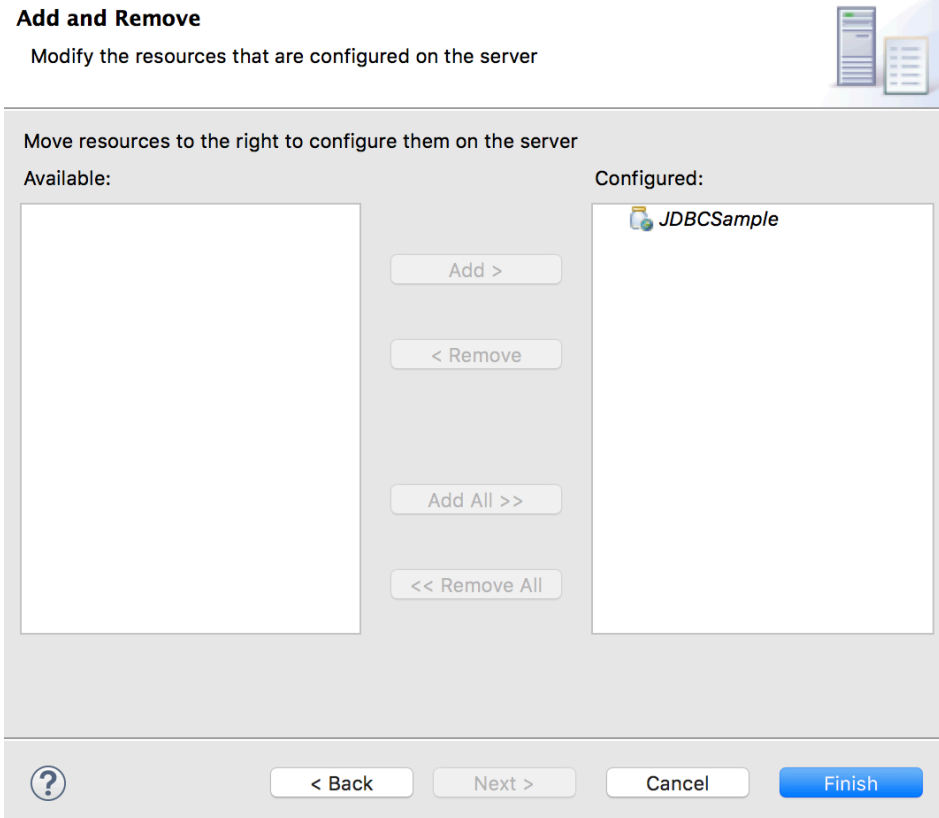 Add and Remove
Modify the resources that are configured on the server
Move resources to the right to configure them on the server
Available:
Configured:
JDBCSample
Add >
< Remove
Add All >>
<< Remove All
?
< Back
Next >
Cancel
Finish